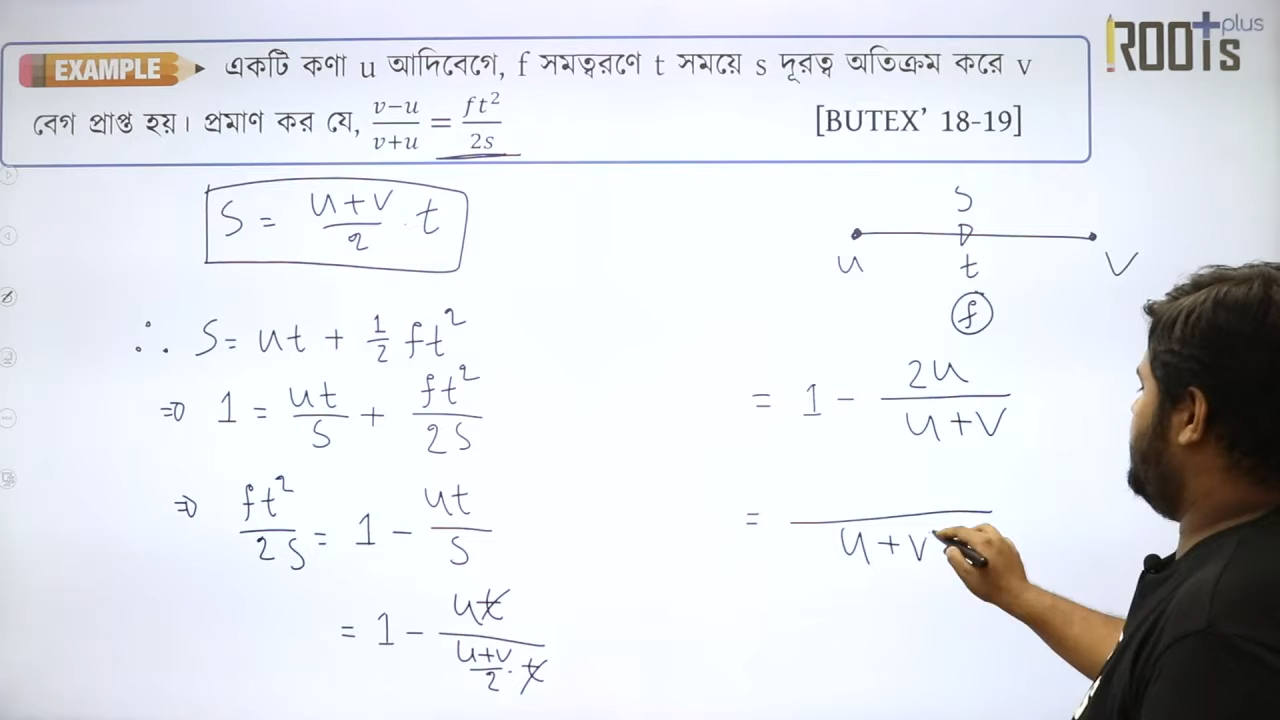 ROOTs plus
EXAMPLE একটি কণা u আদিবেগে, f সমত্বরণে t সময়ে s দূরত্ব অতিক্রম করে v
বেগ প্রাপ্ত হয়। প্রমাণ কর যে, (v−u)/(v+u) = ft²/2s [BUTEX' 18-19]
S = (u+v)/2 · t
∴ S = ut + 1/2 ft²
⇒ 1 = ut/S + ft²/2S
⇒ ft²/2S = 1 − ut/S
= 1 − ut/((u+v)/2 · t)
S
u t v
f
= 1 − 2u/(u+v)
= /(u+v)